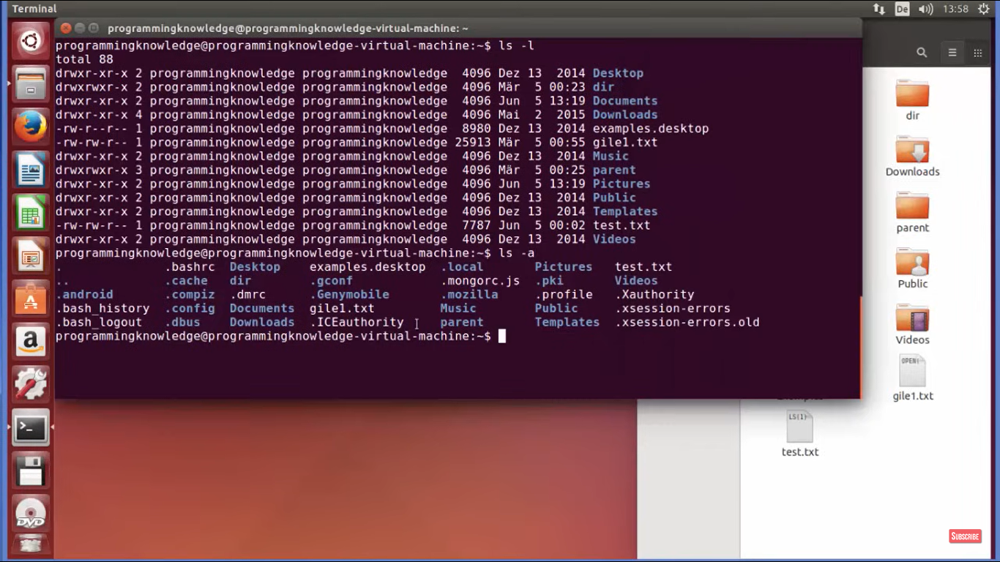 Terminal
De
13:58
programmingknowledge@programmingknowledge-virtual-machine: ~
programmingknowledge@programmingknowledge-virtual-machine:~$ ls -l
total 88
drwxr-xr-x 2 programmingknowledge programmingknowledge 4096 Dez 13 2014 Desktop
drwxrwxr-x 2 programmingknowledge programmingknowledge 4096 Mär 5 00:23 dir
drwxr-xr-x 2 programmingknowledge programmingknowledge 4096 Jun 5 13:19 Documents
drwxr-xr-x 4 programmingknowledge programmingknowledge 4096 Mai 2 2015 Downloads
-rw-r--r-- 1 programmingknowledge programmingknowledge 8980 Dez 13 2014 examples.desktop
-rw-rw-r-- 1 programmingknowledge programmingknowledge 25913 Mär 5 00:55 gile1.txt
drwxr-xr-x 2 programmingknowledge programmingknowledge 4096 Dez 13 2014 Music
drwxrwxr-x 3 programmingknowledge programmingknowledge 4096 Mär 5 00:25 parent
drwxr-xr-x 2 programmingknowledge programmingknowledge 4096 Jun 5 13:19 Pictures
drwxr-xr-x 2 programmingknowledge programmingknowledge 4096 Dez 13 2014 Public
drwxr-xr-x 2 programmingknowledge programmingknowledge 4096 Dez 13 2014 Templates
-rw-rw-r-- 1 programmingknowledge programmingknowledge 7787 Jun 5 00:02 test.txt
drwxr-xr-x 2 programmingknowledge programmingknowledge 4096 Dez 13 2014 Videos
programmingknowledge@programmingknowledge-virtual-machine:~$ ls -a
. .bashrc Desktop examples.desktop .local Pictures test.txt
.. .cache dir .gconf .mongorc.js .pki Videos
.android .compiz .dmrc .Genymobile .mozilla .profile .Xauthority
.bash_history .config Documents gile1.txt Music Public .xsession-errors
.bash_logout .dbus Downloads .ICEauthority parent Templates .xsession-errors.old
programmingknowledge@programmingknowledge-virtual-machine:~$
dir
Downloads
parent
Public
Videos
OPEN(
gile1.txt
LS(1)
test.txt
SUBSCRIBE